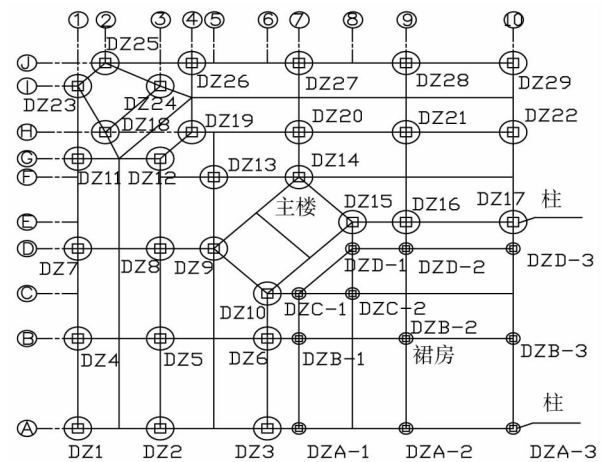 1 2 3 4 5 6 7 8 9 10
DZ25
J
DZ26 DZ27 DZ28 DZ29
I
DZ23 DZ24
DZ18 DZ19 DZ20 DZ21 DZ22
H
G
DZ11 DZ12 DZ13 DZ14
F
主楼 DZ15 DZ16 DZ17 柱
E
D
DZ7 DZ8 DZ9 DZD-1 DZD-2 DZD-3
C
DZ10 DZC-1 DZC-2
DZB-2
B
DZ4 DZ5 DZ6 DZB-1 裙房 DZB-3
柱
A
DZ1 DZ2 DZ3 DZA-1 DZA-2 DZA-3